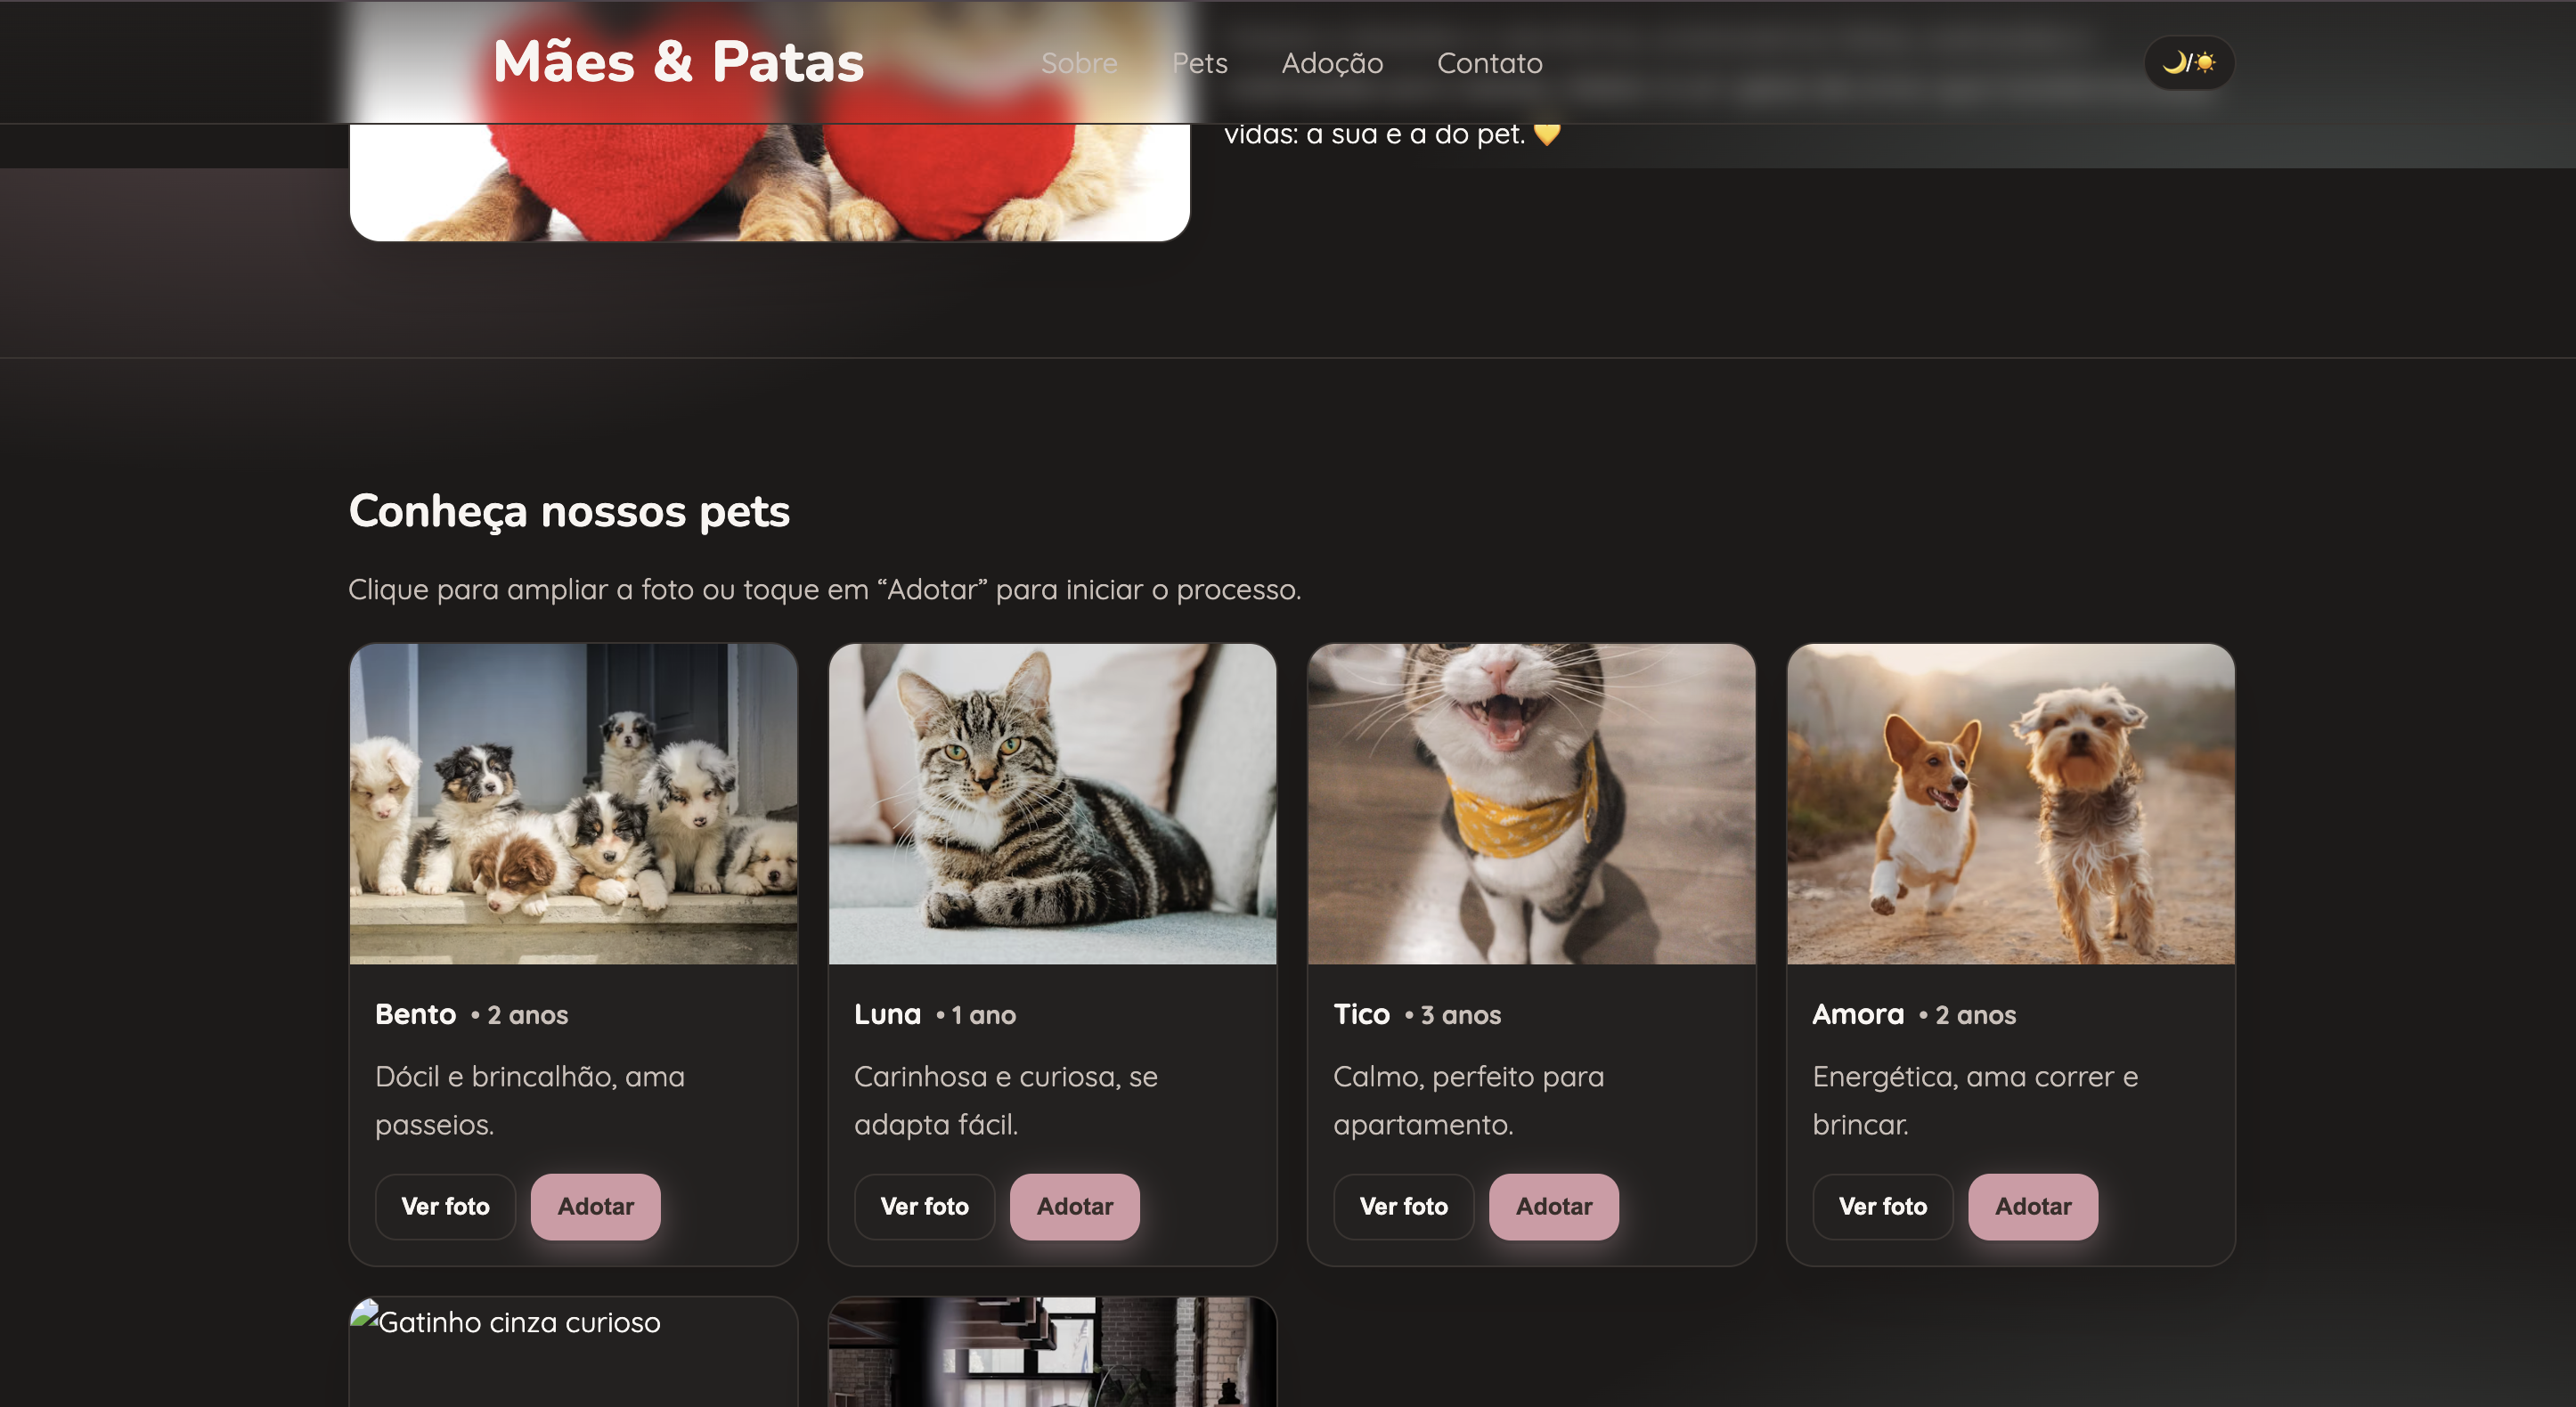 Mães & Patas
Sobre Pets Adoção Contato
🌙/☀️
vidas: a sua e a do pet. 💛
Conheça nossos pets
Clique para ampliar a foto ou toque em “Adotar” para iniciar o processo.
Bento • 2 anos
Dócil e brincalhão, ama
passeios.
Ver foto Adotar
Luna • 1 ano
Carinhosa e curiosa, se
adapta fácil.
Ver foto Adotar
Tico • 3 anos
Calmo, perfeito para
apartamento.
Ver foto Adotar
Amora • 2 anos
Energética, ama correr e
brincar.
Ver foto Adotar
Gatinho cinza curioso